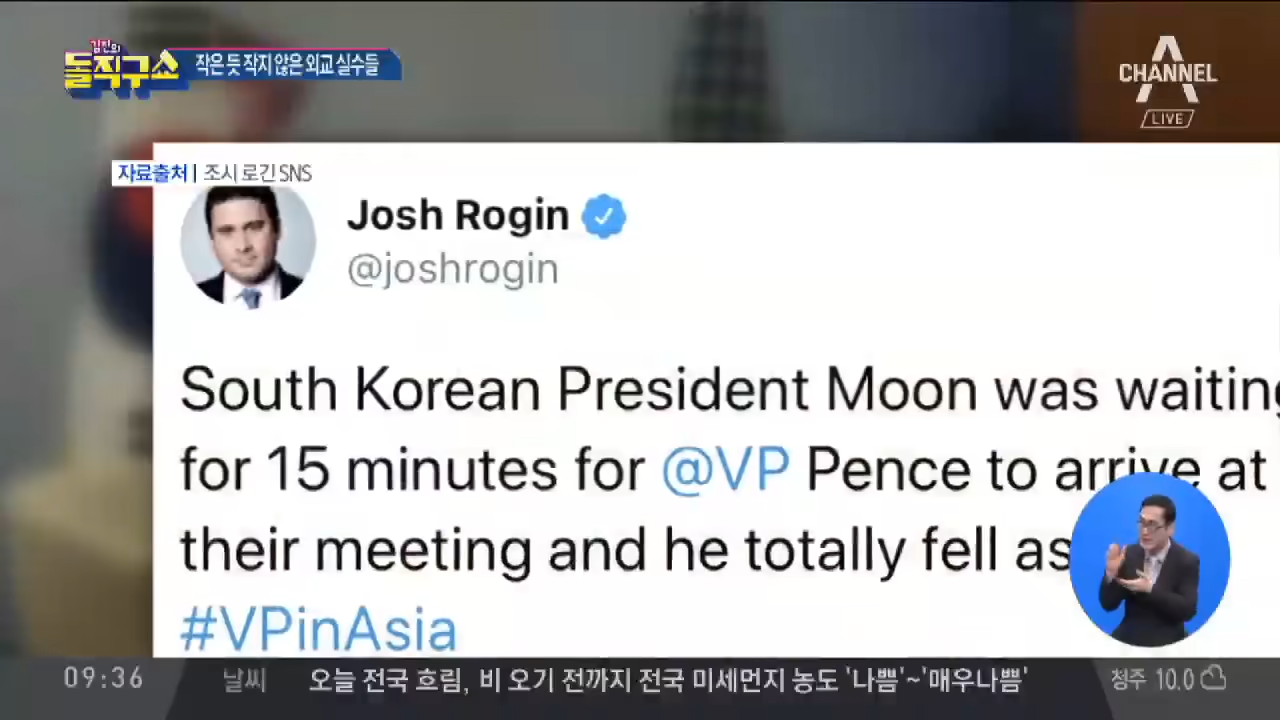 김진의
돌직구쇼
작은 듯 작지 않은 외교 실수들
CHANNEL A
LIVE
자료출처 | 조시 로긴 SNS
Josh Rogin
@joshrogin
South Korean President Moon was waiting
for 15 minutes for @VP Pence to arrive at
their meeting and he totally fell as
#VPinAsia
09:36 날씨 오늘 전국 흐림, 비 오기 전까지 전국 미세먼지 농도 '나쁨'~'매우나쁨' 청주 10.0